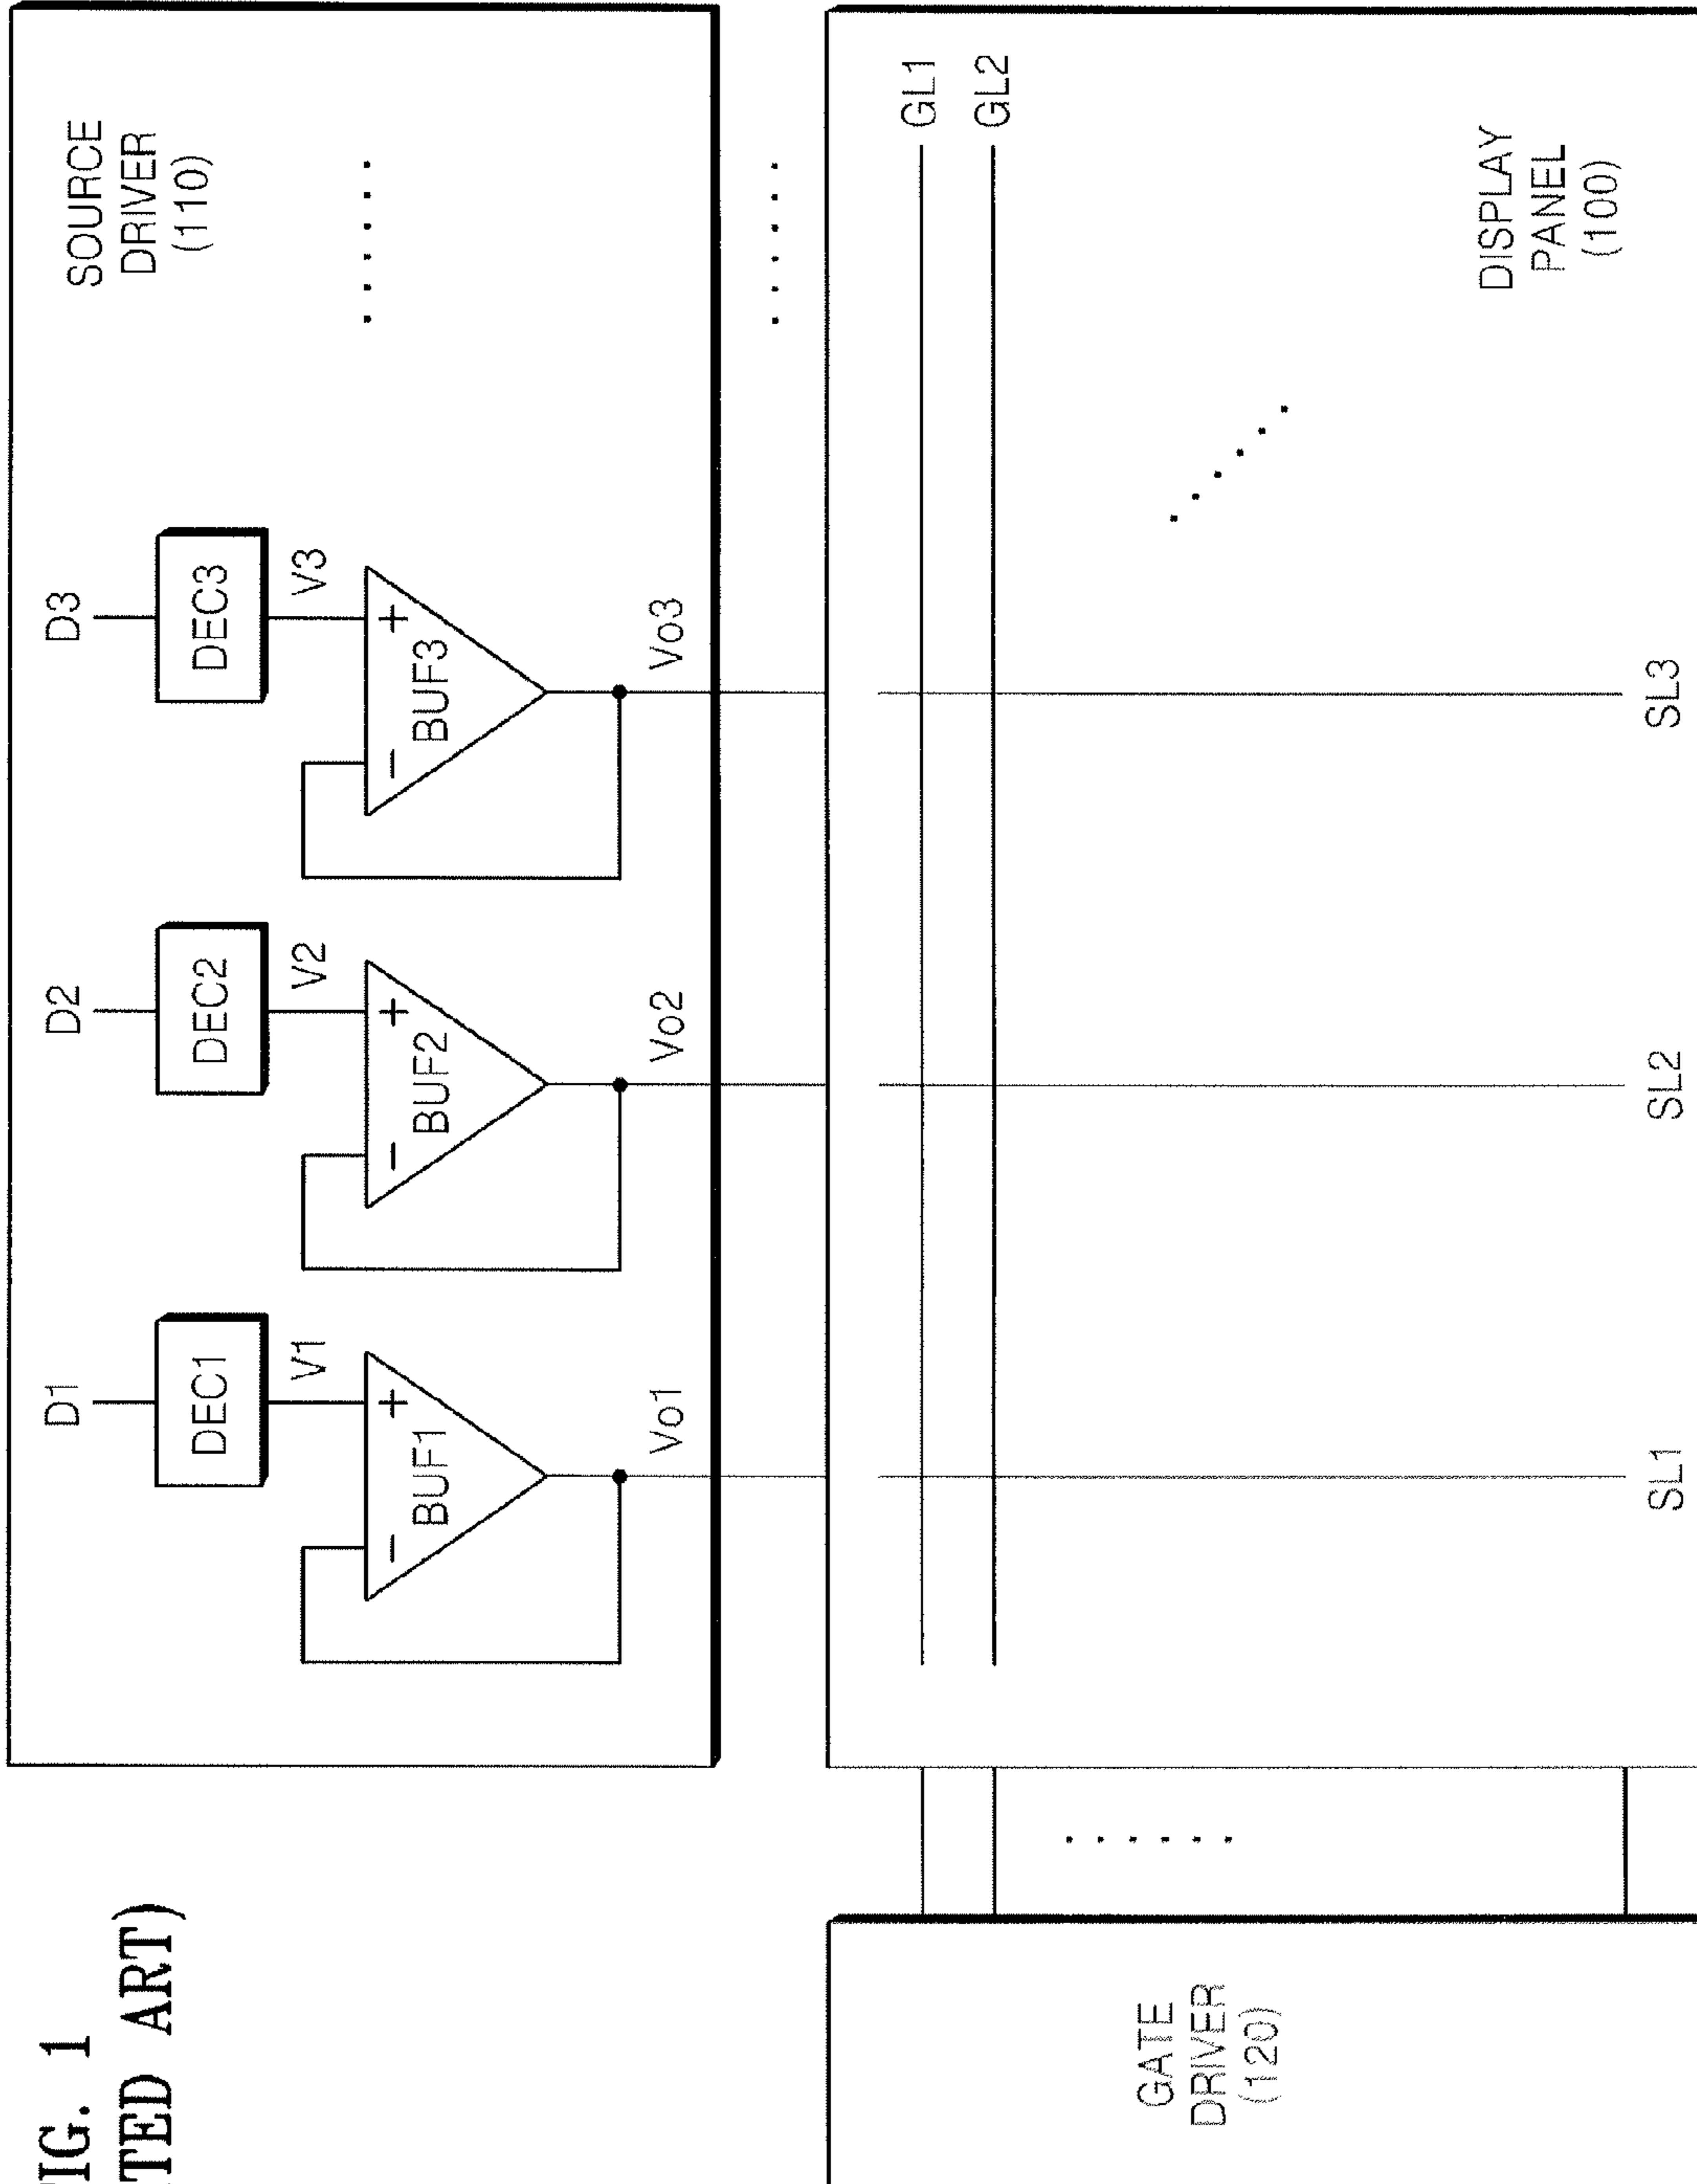 IG. 1
TED ART)
SOURCE
DRIVER
(110)
D1
D2
D3
DEC1
DEC2
DEC3
V1
V2
V3
+
-
BUF1
+
-
BUF2
+
-
BUF3
Vo1
Vo2
Vo3
GL1
GL2
GATE
DRIVER
(120)
DISPLAY
PANEL
(100)
SL1
SL2
SL3